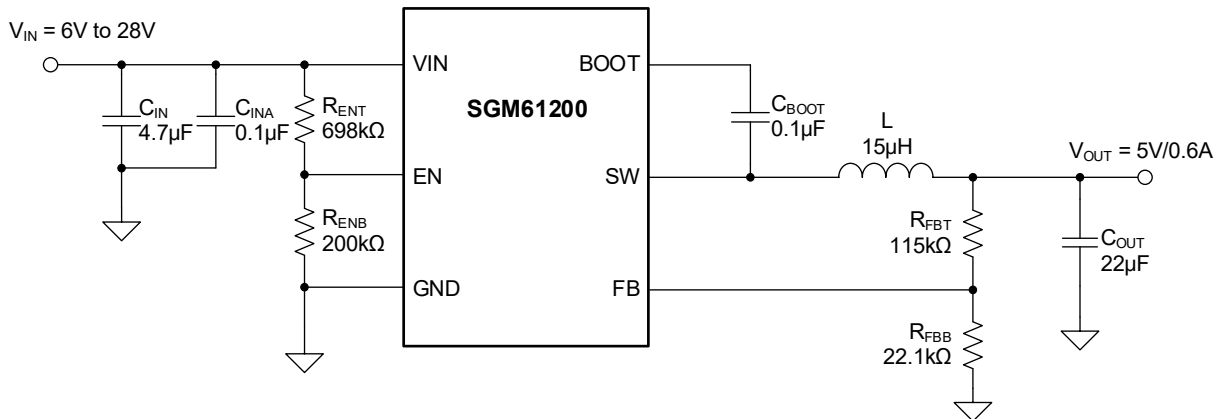 V_IN = 6V to 28V
C_IN
4.7μF
C_INA
0.1μF
R_ENT
698kΩ
R_ENB
200kΩ
VIN
EN
GND
SGM61200
BOOT
SW
FB
C_BOOT
0.1μF
L
15μH
V_OUT = 5V/0.6A
R_FBT
115kΩ
C_OUT
22μF
R_FBB
22.1kΩ